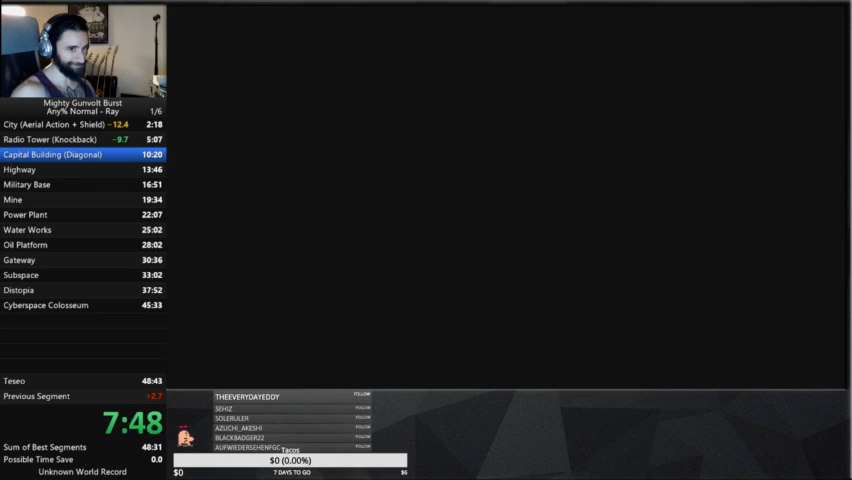 Mighty Gunvolt Burst
Any% Normal - Ray 1/6
City (Aerial Action + Shield) −12.4 2:18
Radio Tower (Knockback) −9.7 5:07
Capital Building (Diagonal) 10:20
Highway 13:46
Military Base 16:51
Mine 19:34
Power Plant 22:07
Water Works 25:02
Oil Platform 28:02
Gateway 30:36
Subspace 33:02
Distopia 37:52
Cyberspace Colosseum 45:33
Teseo 48:43
Previous Segment +2.7
7:48
Sum of Best Segments 48:31
Possible Time Save 0.0
Unknown World Record
THEEVERYDAYEDDY FOLLOW
SEHIZ FOLLOW
SOLERULER FOLLOW
AZUCHI_AKESHI FOLLOW
BLACKBADGER22 FOLLOW
AUFWIEDERSEHENFGC FOLLOW
Tacos
$0 (0.00%)
$0 7 DAYS TO GO $6